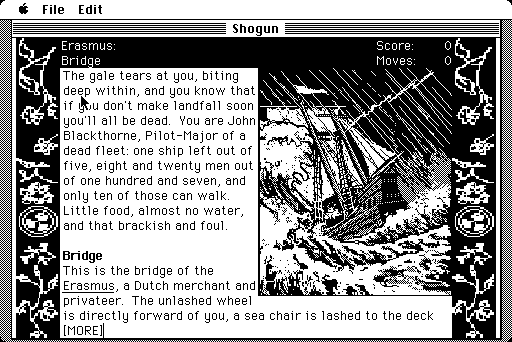 File Edit
Shogun
Erasmus: Score: 0
Bridge Moves: 0
The gale tears at you, biting
deep within, and you know that
if you don't make landfall soon
you'll all be dead. You are John
Blackthorne, Pilot-Major of a
dead fleet: one ship left out of
five, eight and twenty men out
of one hundred and seven, and
only ten of those can walk.
Little food, almost no water,
and that brackish and foul.
Bridge
This is the bridge of the
Erasmus, a Dutch merchant and
privateer. The unlashed wheel
is directly forward of you, a sea chair is lashed to the deck
[MORE]